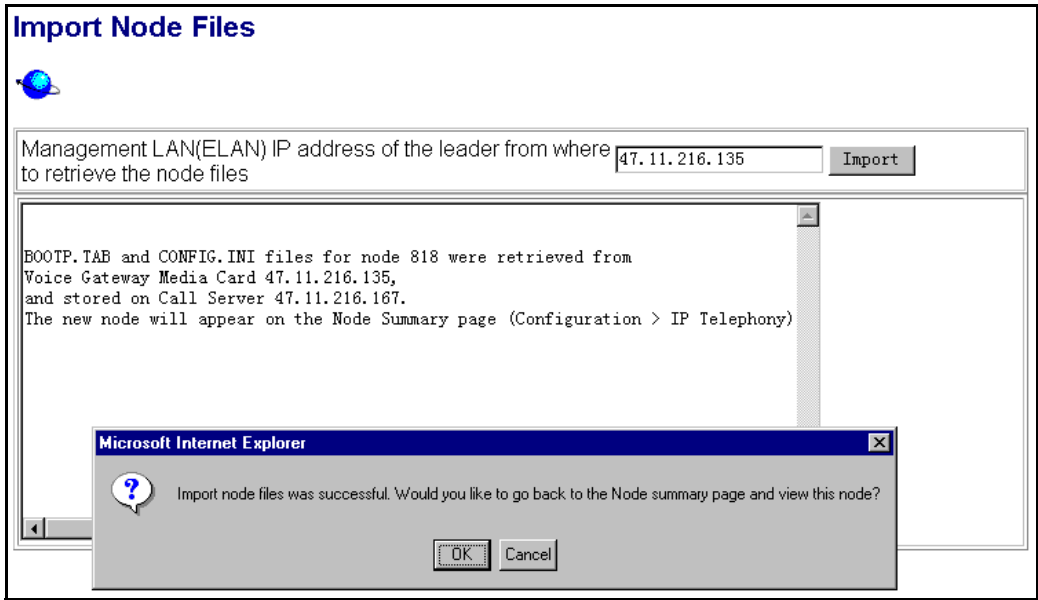 Import Node Files
Management LAN(ELAN) IP address of the leader from where
to retrieve the node files
47.11.216.135
Import
BOOTP.TAB and CONFIG.INI files for node 818 were retrieved from
Voice Gateway Media Card 47.11.216.135,
and stored on Call Server 47.11.216.167.
The new node will appear on the Node Summary page (Configuration > IP Telephony)
Microsoft Internet Explorer
Import node files was successful. Would you like to go back to the Node summary page and view this node?
OK
Cancel